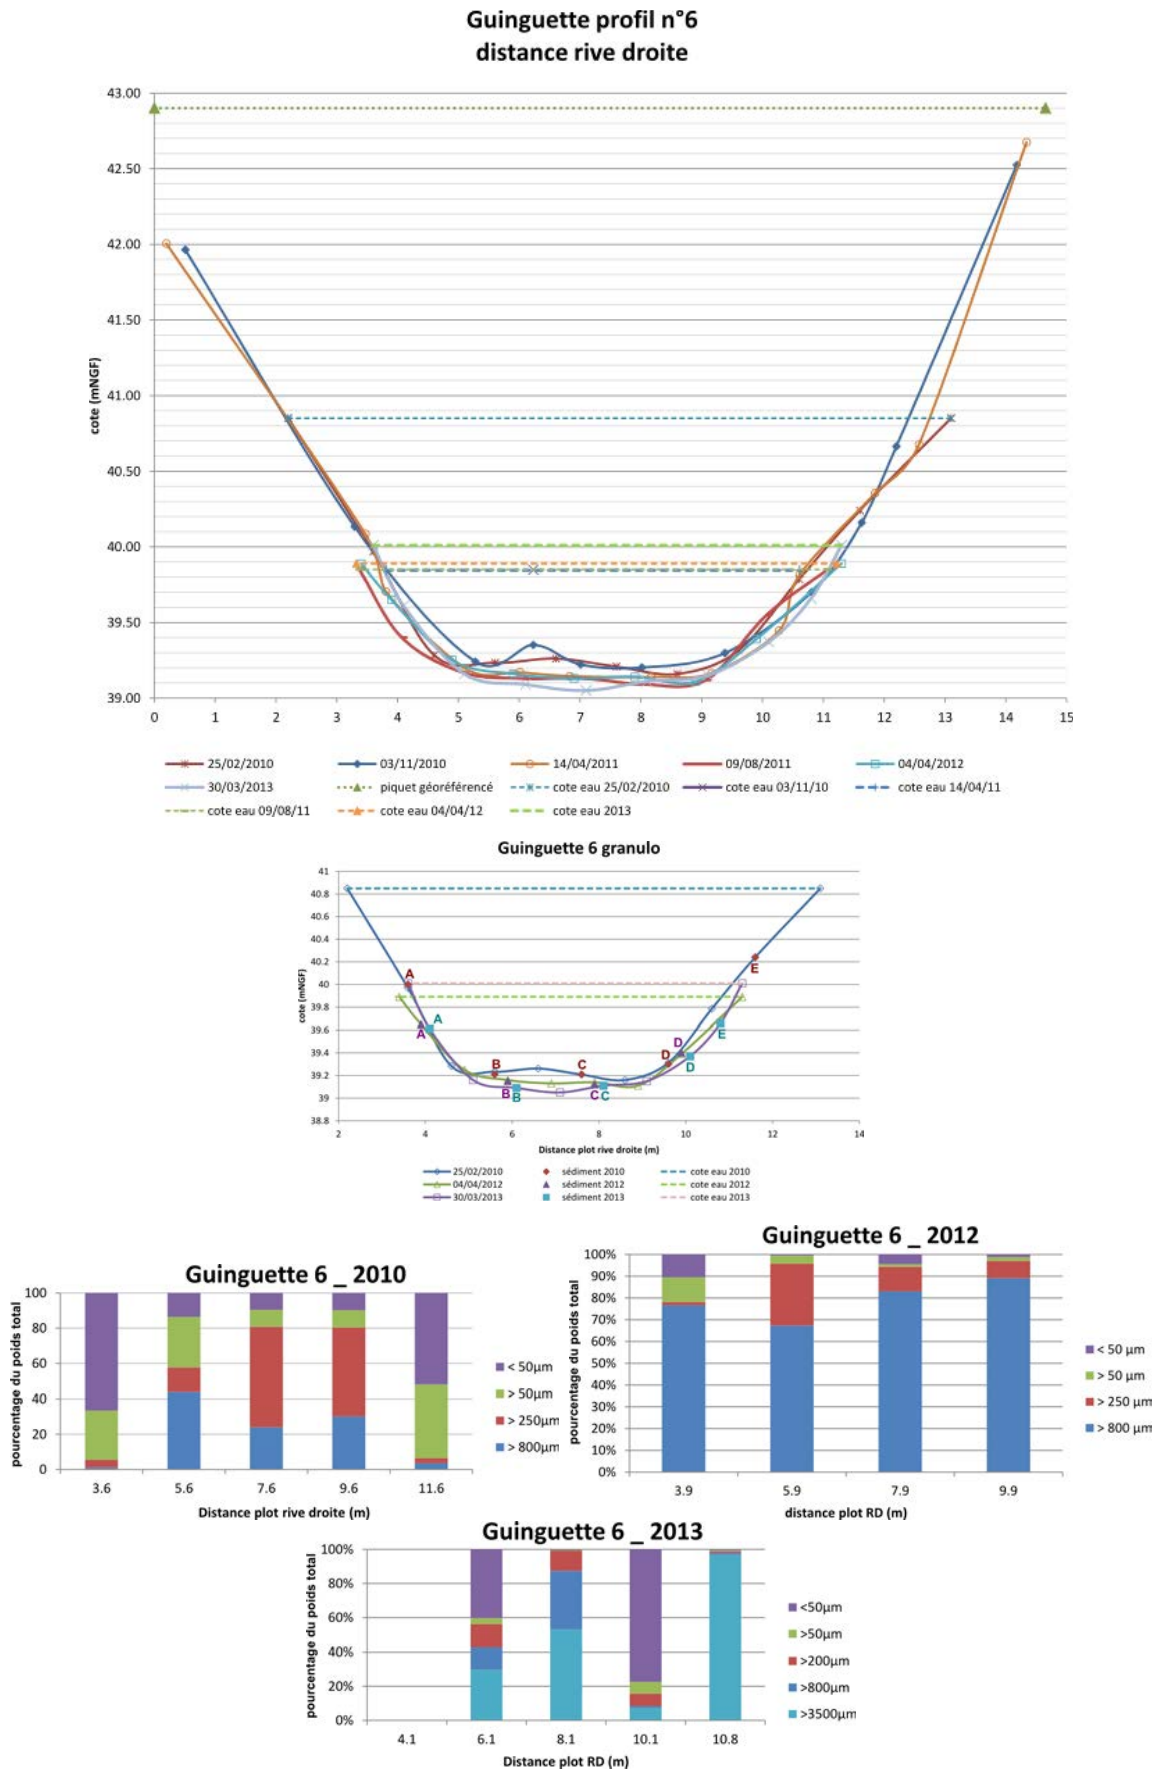 Guinguette profil n°6
distance rive droite
cote (mNGF)
43.00
42.50
42.00
41.50
41.00
40.50
40.00
39.50
39.00
0 1 2 3 4 5 6 7 8 9 10 11 12 13 14 15
25/02/2010 03/11/2010 14/04/2011 09/08/2011 04/04/2012
30/03/2013 piquet géoréférencé cote eau 25/02/2010 cote eau 03/11/10 cote eau 14/04/11
cote eau 09/08/11 cote eau 04/04/12 cote eau 2013
Guinguette 6 granulo
cote (mNGF)
41
40.8
40.6
40.4
40.2
40
39.8
39.6
39.4
39.2
39
38.8
A
E
A
A
E
D
D
D
B
C
B
B
C
C
2 4 6 8 10 12 14
Distance plot rive droite (m)
25/02/2010 sédiment 2010 cote eau 2010
04/04/2012 sédiment 2012 cote eau 2012
30/03/2013 sédiment 2013 cote eau 2013
Guinguette 6 _ 2010
pourcentage du poids total
100
80
60
40
20
0
3.6 5.6 7.6 9.6 11.6
Distance plot rive droite (m)
< 50µm
> 50µm
> 250µm
> 800µm
Guinguette 6 _ 2012
pourcentage du poids total
100%
90%
80%
70%
60%
50%
40%
30%
20%
10%
0%
3.9 5.9 7.9 9.9
distance plot RD (m)
< 50 µm
> 50 µm
> 250 µm
> 800 µm
Guinguette 6 _ 2013
pourcentage du poids total
100%
80%
60%
40%
20%
0%
4.1 6.1 8.1 10.1 10.8
Distance plot RD (m)
<50µm
>50µm
>200µm
>800µm
>3500µm